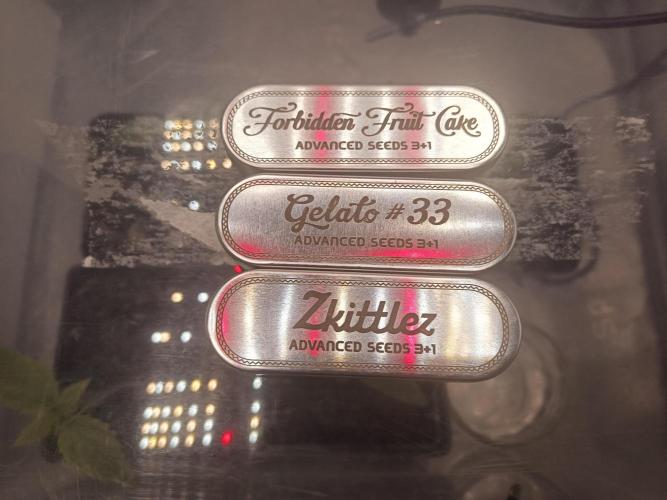 Forbidden Fruit Cake
ADVANCED SEEDS 3+1
Gelato #33
ADVANCED SEEDS 3+1
Zkittlez
ADVANCED SEEDS 3+1